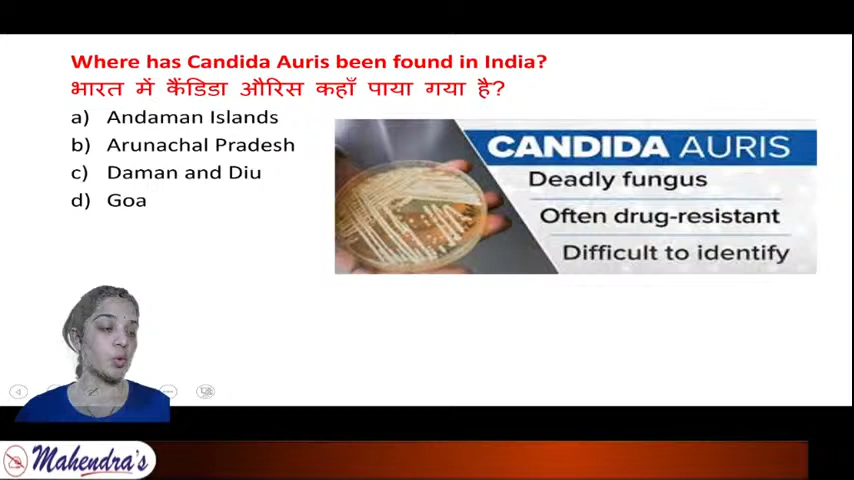 Where has Candida Auris been found in India?
भारत में कैंडिडा औरिस कहाँ पाया गया है?
a) Andaman Islands
b) Arunachal Pradesh
c) Daman and Diu
d) Goa
CANDIDA AURIS
Deadly fungus
Often drug-resistant
Difficult to identify
Mahendra's